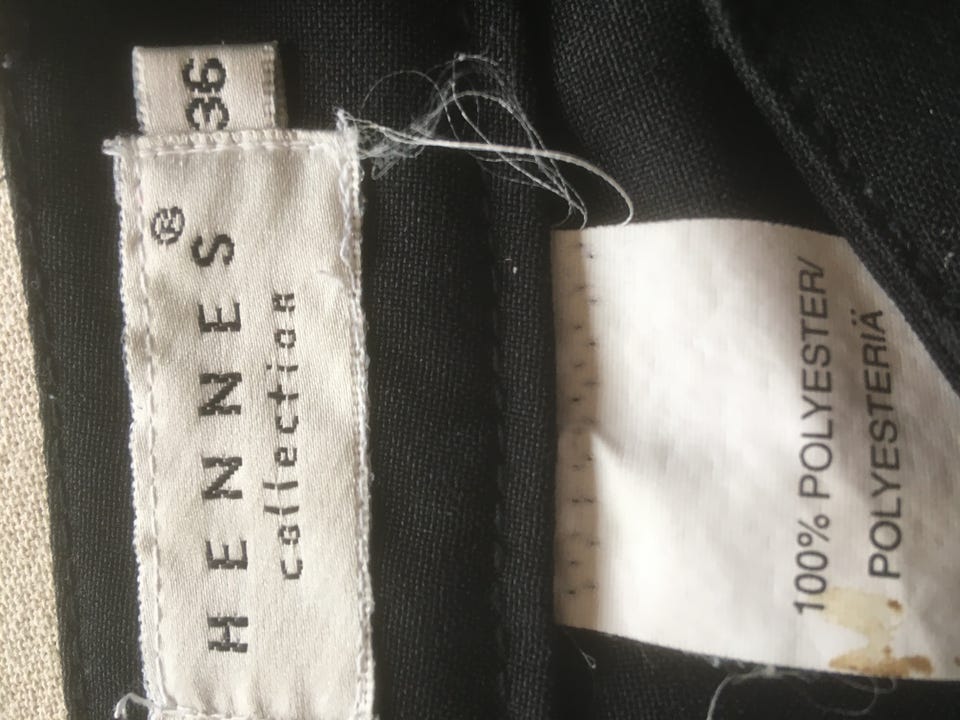 36
HENNES®
collection
100% POLYESTER/
POLYESTERIÄ